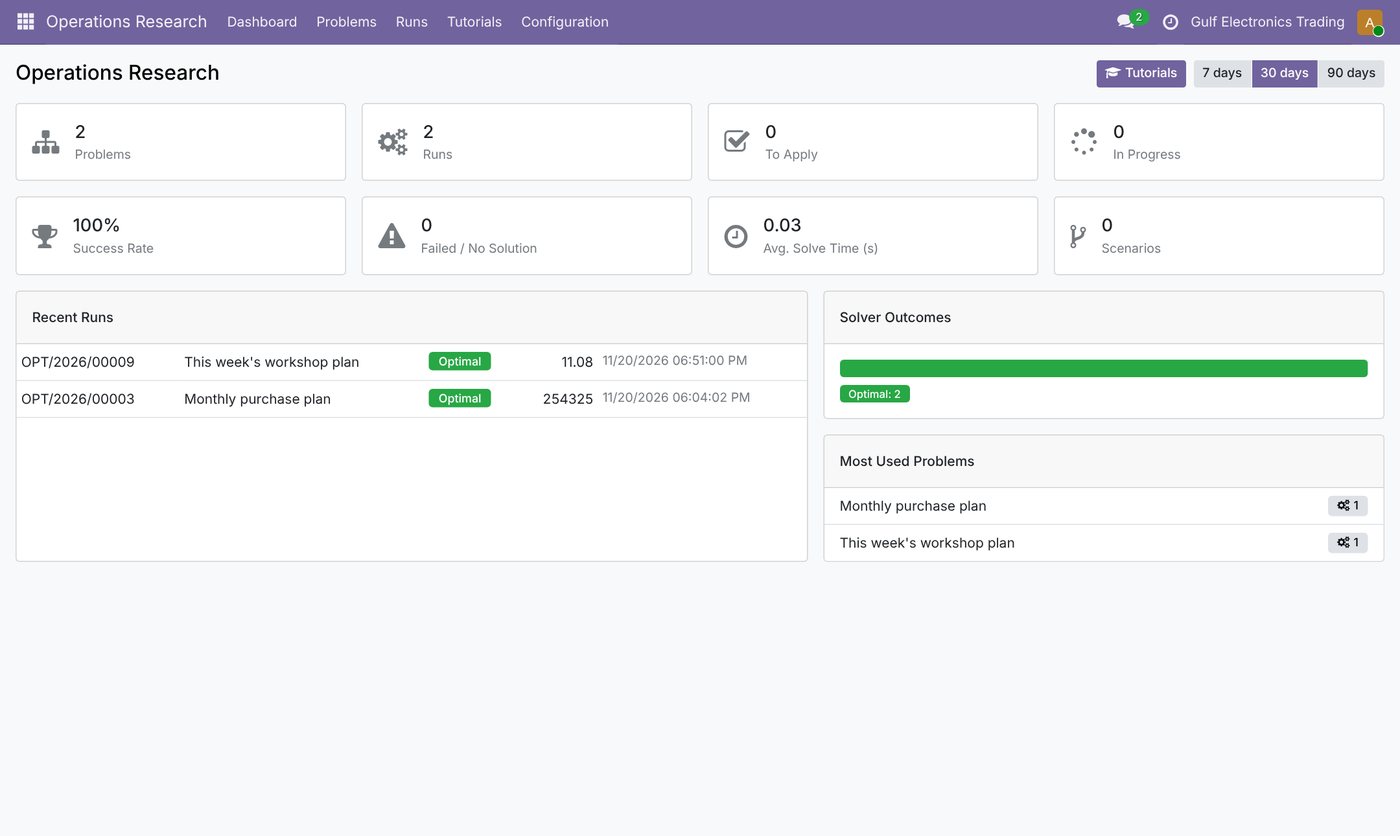 Operations Research Dashboard Problems Runs Tutorials Configuration 2 Gulf Electronics Trading A
Operations Research Tutorials 7 days 30 days 90 days
2
Problems
2
Runs
0
To Apply
0
In Progress
100%
Success Rate
0
Failed / No Solution
0.03
Avg. Solve Time (s)
0
Scenarios
Recent Runs
OPT/2026/00009 This week's workshop plan Optimal 11.08 11/20/2026 06:51:00 PM
OPT/2026/00003 Monthly purchase plan Optimal 254325 11/20/2026 06:04:02 PM
Solver Outcomes
Optimal: 2
Most Used Problems
Monthly purchase plan 1
This week's workshop plan 1